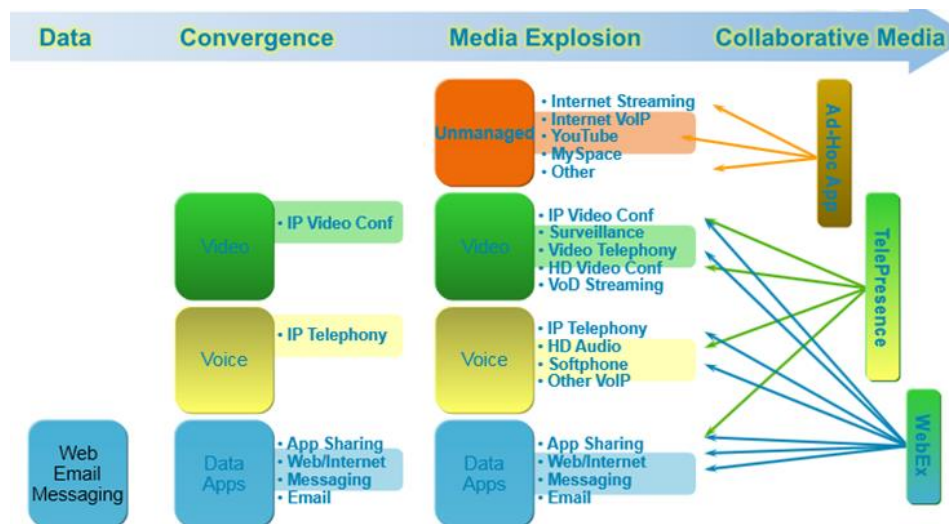 Data
Convergence
Media Explosion
Collaborative Media
Unmanaged
• Internet Streaming
• Internet VoIP
• YouTube
• MySpace
• Other
Ad-Hoc App
Video
• IP Video Conf
Video
• IP Video Conf
• Surveillance
• Video Telephony
• HD Video Conf
• VoD Streaming
TelePresence
Voice
• IP Telephony
Voice
• IP Telephony
• HD Audio
• Softphone
• Other VoIP
WebEx
Web
Email
Messaging
Data
Apps
• App Sharing
• Web/Internet
• Messaging
• Email
Data
Apps
• App Sharing
• Web/Internet
• Messaging
• Email